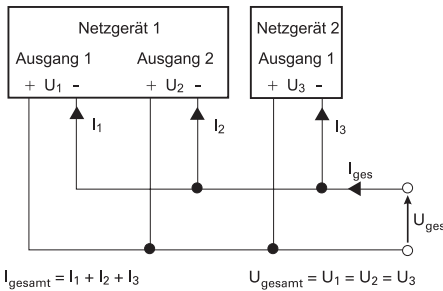 Netzgerät 1
Netzgerät 2
Ausgang 1
Ausgang 2
Ausgang 1
+ U1 -
+ U2 -
+ U3 -
I1
I2
I3
Iges
Uges
Igesamt = I1 + I2 + I3
Ugesamt = U1 = U2 = U3